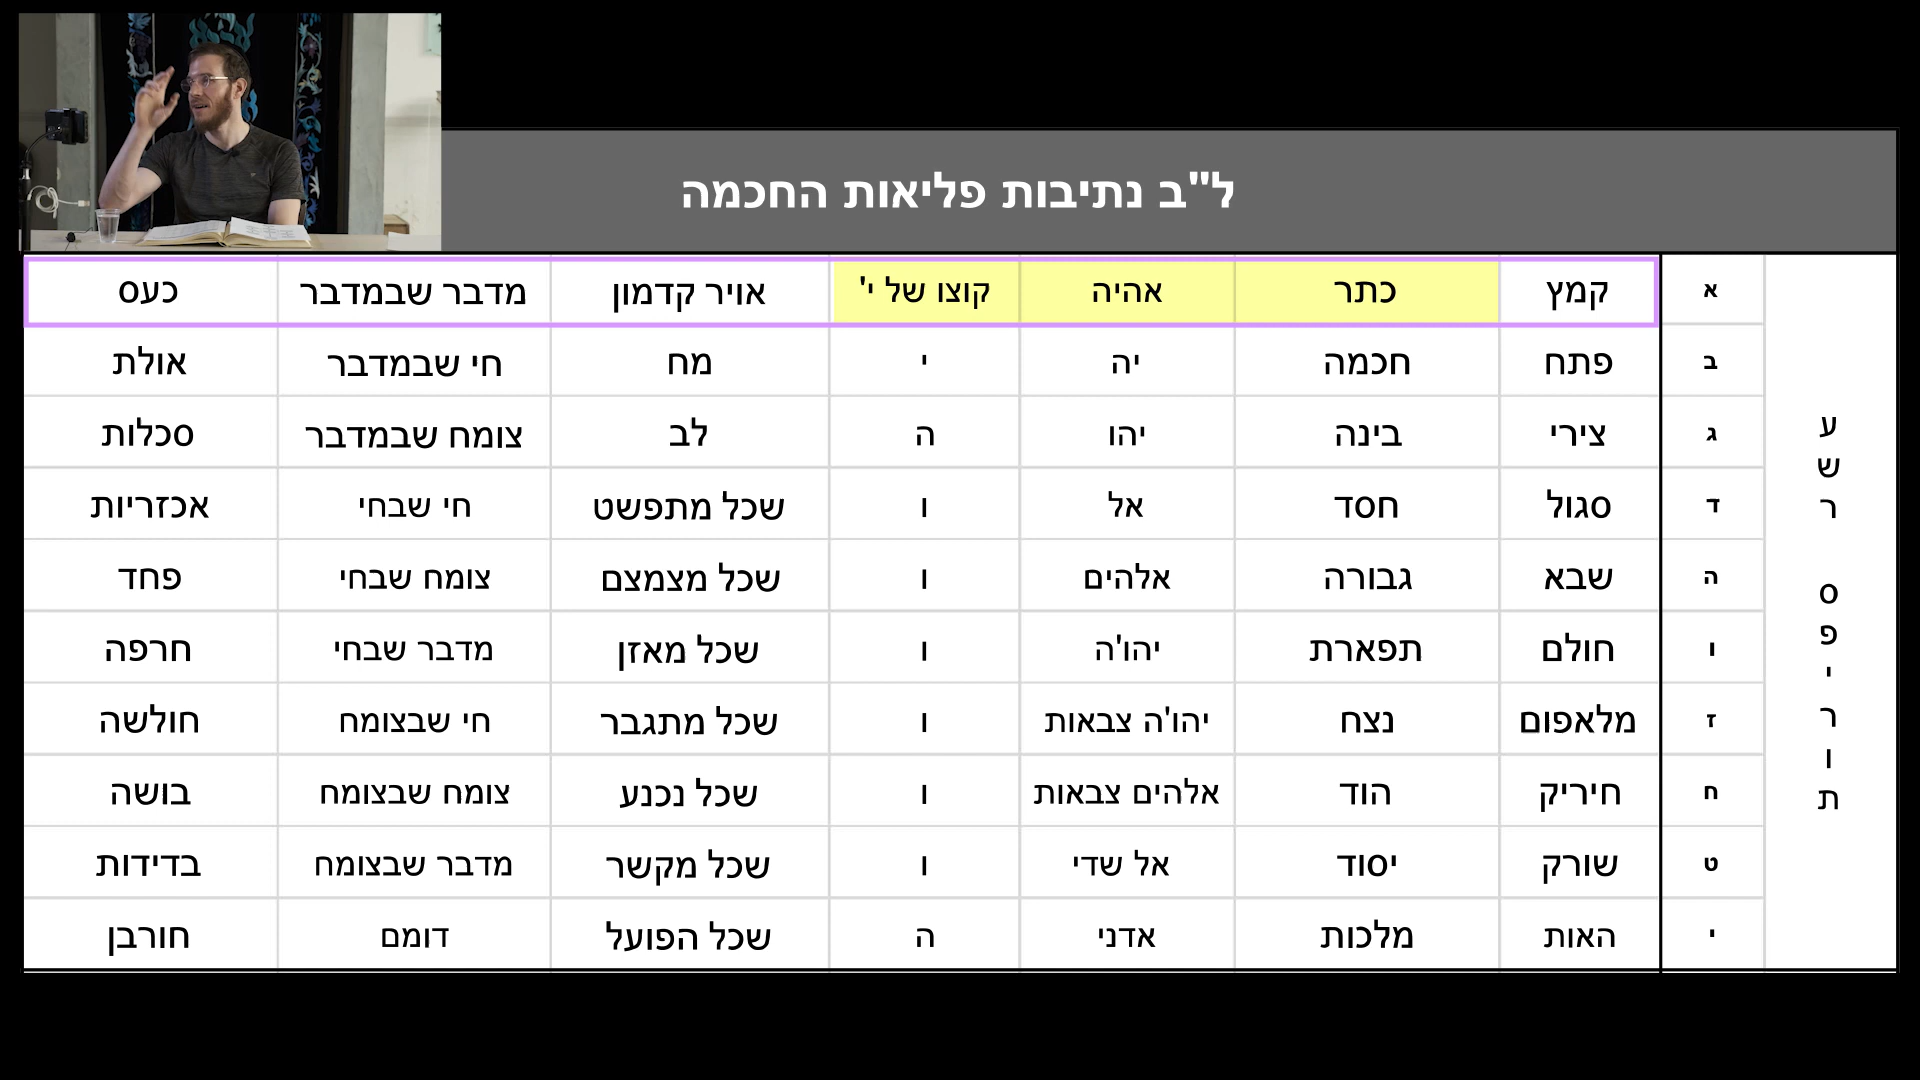 ל"ב נתיבות פליאות החכמה
עשר ספירות
א קמץ כתר אהיה קוצו של י' אויר קדמון מדבר שבמדבר כעס
ב פתח חכמה יה י מח חי שבמדבר אולת
ג צירי בינה יהו ה לב צומח שבמדבר סכלות
ד סגול חסד אל ו שכל מתפשט חי שבחי אכזריות
ה שבא גבורה אלהים ו שכל מצמצם צומח שבחי פחד
ו חולם תפארת יהו'ה ו שכל מאזן מדבר שבחי חרפה
ז מלאפום נצח יהו'ה צבאות ו שכל מתגבר חי שבצומח חולשה
ח חיריק הוד אלהים צבאות ו שכל נכנע צומח שבצומח בושה
ט שורק יסוד אל שדי ו שכל מקשר מדבר שבצומח בדידות
י האות מלכות אדני ה שכל הפועל דומם חורבן